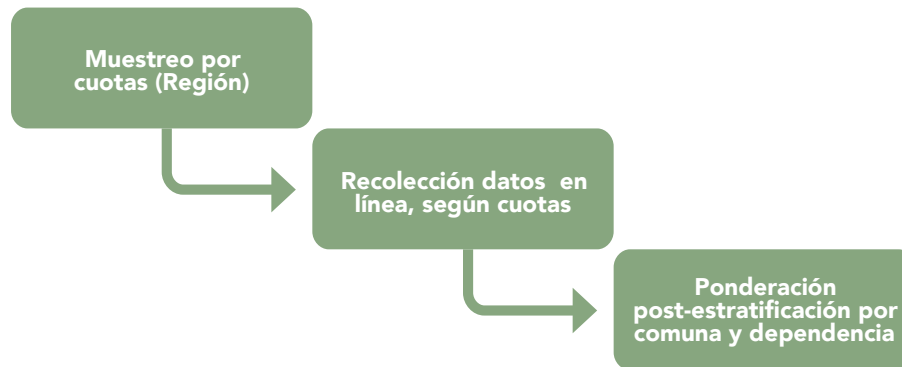 Muestreo por
cuotas (Región)
Recolección datos en
línea, según cuotas
Ponderación
post-estratificación por
comuna y dependencia